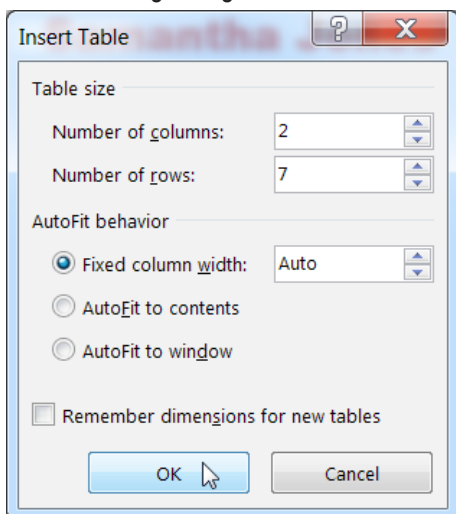 Insert Table
Table size
Number of columns: 2
Number of rows: 7
AutoFit behavior
Fixed column width: Auto
AutoFit to contents
AutoFit to window
Remember dimensions for new tables
OK Cancel